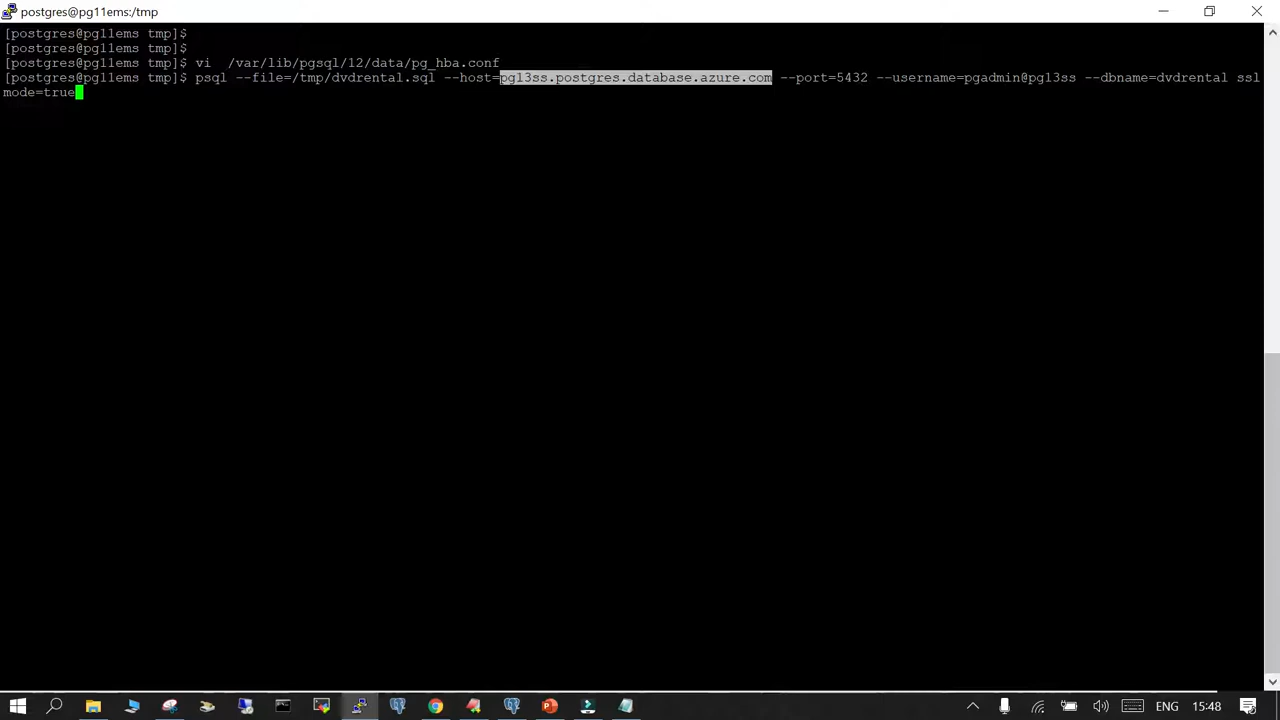 postgres@pg11ems:/tmp
[postgres@pg11ems tmp]$
[postgres@pg11ems tmp]$
[postgres@pg11ems tmp]$ vi  /var/lib/pgsql/12/data/pg_hba.conf
[postgres@pg11ems tmp]$ psql --file=/tmp/dvdrental.sql --host=pg13ss.postgres.database.azure.com --port=5432 --username=pgadmin@pg13ss --dbname=dvdrental ssl
mode=true
ENG 15:48